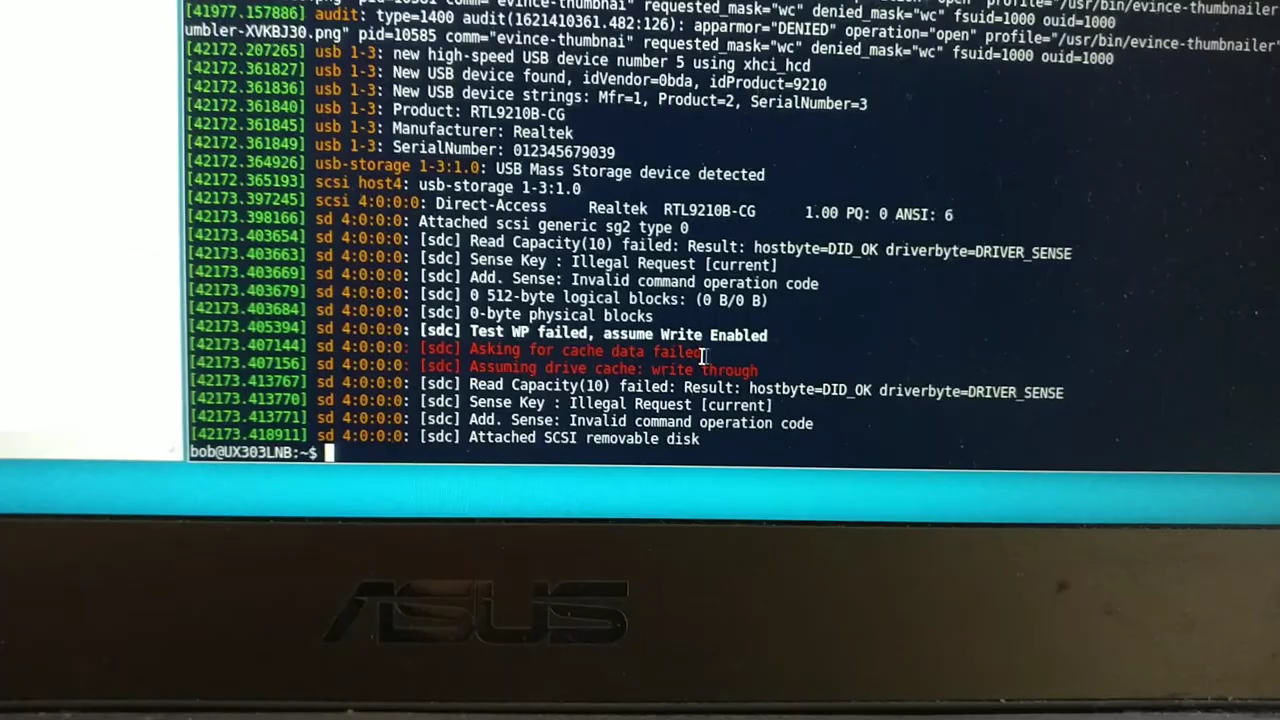 requested_mask="wc" denied_mask="wc" fsuid=1000 ouid=1000
[41977.157886] audit: type=1400 audit(1621410361.482:126): apparmor="DENIED" operation="open" profile="/usr/bin/evince-thumbnailer
umbler-XVKBJ30.png" pid=10585 comm="evince-thumbnai" requested_mask="wc" denied_mask="wc" fsuid=1000 ouid=1000
[42172.207265] usb 1-3: new high-speed USB device number 5 using xhci_hcd
[42172.361827] usb 1-3: New USB device found, idVendor=0bda, idProduct=9210
[42172.361836] usb 1-3: New USB device strings: Mfr=1, Product=2, SerialNumber=3
[42172.361840] usb 1-3: Product: RTL9210B-CG
[42172.361845] usb 1-3: Manufacturer: Realtek
[42172.361849] usb 1-3: SerialNumber: 012345679039
[42172.364926] usb-storage 1-3:1.0: USB Mass Storage device detected
[42172.365193] scsi host4: usb-storage 1-3:1.0
[42173.397245] scsi 4:0:0:0: Direct-Access Realtek RTL9210B-CG 1.00 PQ: 0 ANSI: 6
[42173.398166] sd 4:0:0:0: Attached scsi generic sg2 type 0
[42173.403654] sd 4:0:0:0: [sdc] Read Capacity(10) failed: Result: hostbyte=DID_OK driverbyte=DRIVER_SENSE
[42173.403663] sd 4:0:0:0: [sdc] Sense Key : Illegal Request [current]
[42173.403669] sd 4:0:0:0: [sdc] Add. Sense: Invalid command operation code
[42173.403679] sd 4:0:0:0: [sdc] 0 512-byte logical blocks: (0 B/0 B)
[42173.403684] sd 4:0:0:0: [sdc] 0-byte physical blocks
[42173.405394] sd 4:0:0:0: [sdc] Test WP failed, assume Write Enabled
[42173.407144] sd 4:0:0:0: [sdc] Asking for cache data failed
[42173.407156] sd 4:0:0:0: [sdc] Assuming drive cache: write through
[42173.413767] sd 4:0:0:0: [sdc] Read Capacity(10) failed: Result: hostbyte=DID_OK driverbyte=DRIVER_SENSE
[42173.413770] sd 4:0:0:0: [sdc] Sense Key : Illegal Request [current]
[42173.413771] sd 4:0:0:0: [sdc] Add. Sense: Invalid command operation code
[42173.418911] sd 4:0:0:0: [sdc] Attached SCSI removable disk
bob@UX303LNB:~$
ASUS